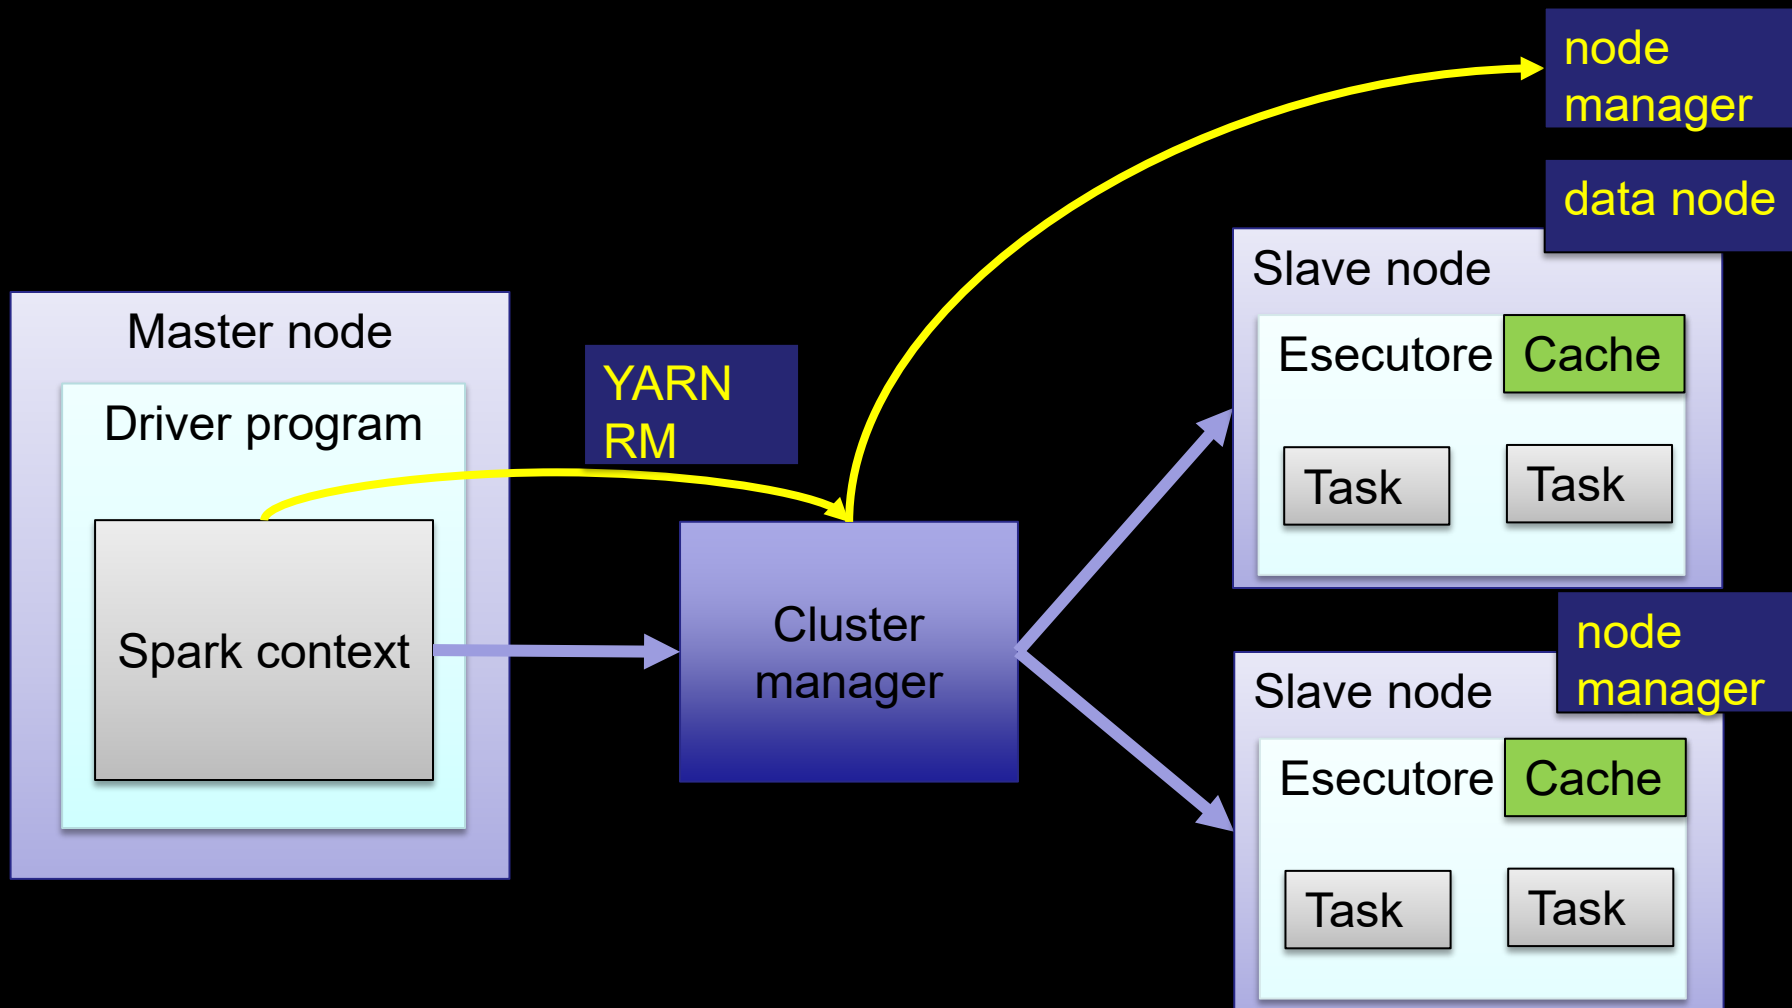 node
manager
data node
Slave node
Esecutore
Cache
Task
Task
Master node
Driver program
Spark context
YARN
RM
Cluster
manager
node
manager
Slave node
Esecutore
Cache
Task
Task